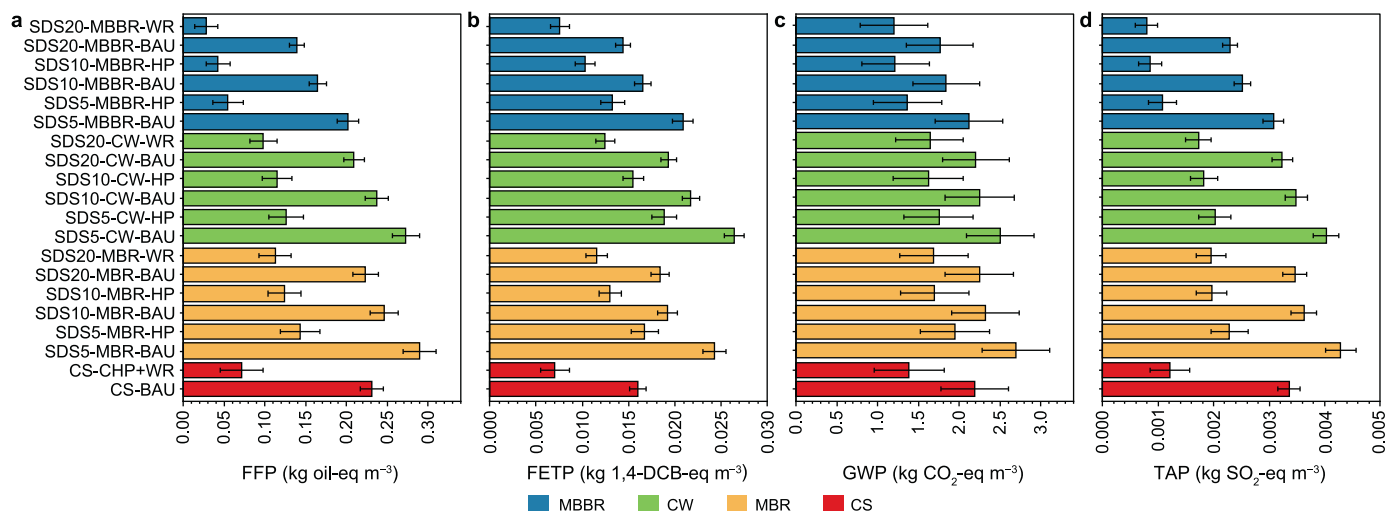 a
b
c
d
SDS20-MBBR-WR
SDS20-MBBR-BAU
SDS10-MBBR-HP
SDS10-MBBR-BAU
SDS5-MBBR-HP
SDS5-MBBR-BAU
SDS20-CW-WR
SDS20-CW-BAU
SDS10-CW-HP
SDS10-CW-BAU
SDS5-CW-HP
SDS5-CW-BAU
SDS20-MBR-WR
SDS20-MBR-BAU
SDS10-MBR-HP
SDS10-MBR-BAU
SDS5-MBR-HP
SDS5-MBR-BAU
CS-CHP+WR
CS-BAU
0.00 0.05 0.10 0.15 0.20 0.25 0.30
FFP (kg oil-eq m⁻³)
0.000 0.005 0.010 0.015 0.020 0.025 0.030
FETP (kg 1,4-DCB-eq m⁻³)
0.0 0.5 1.0 1.5 2.0 2.5 3.0
GWP (kg CO₂-eq m⁻³)
0.000 0.001 0.002 0.003 0.004 0.005
TAP (kg SO₂-eq m⁻³)
MBBR CW MBR CS